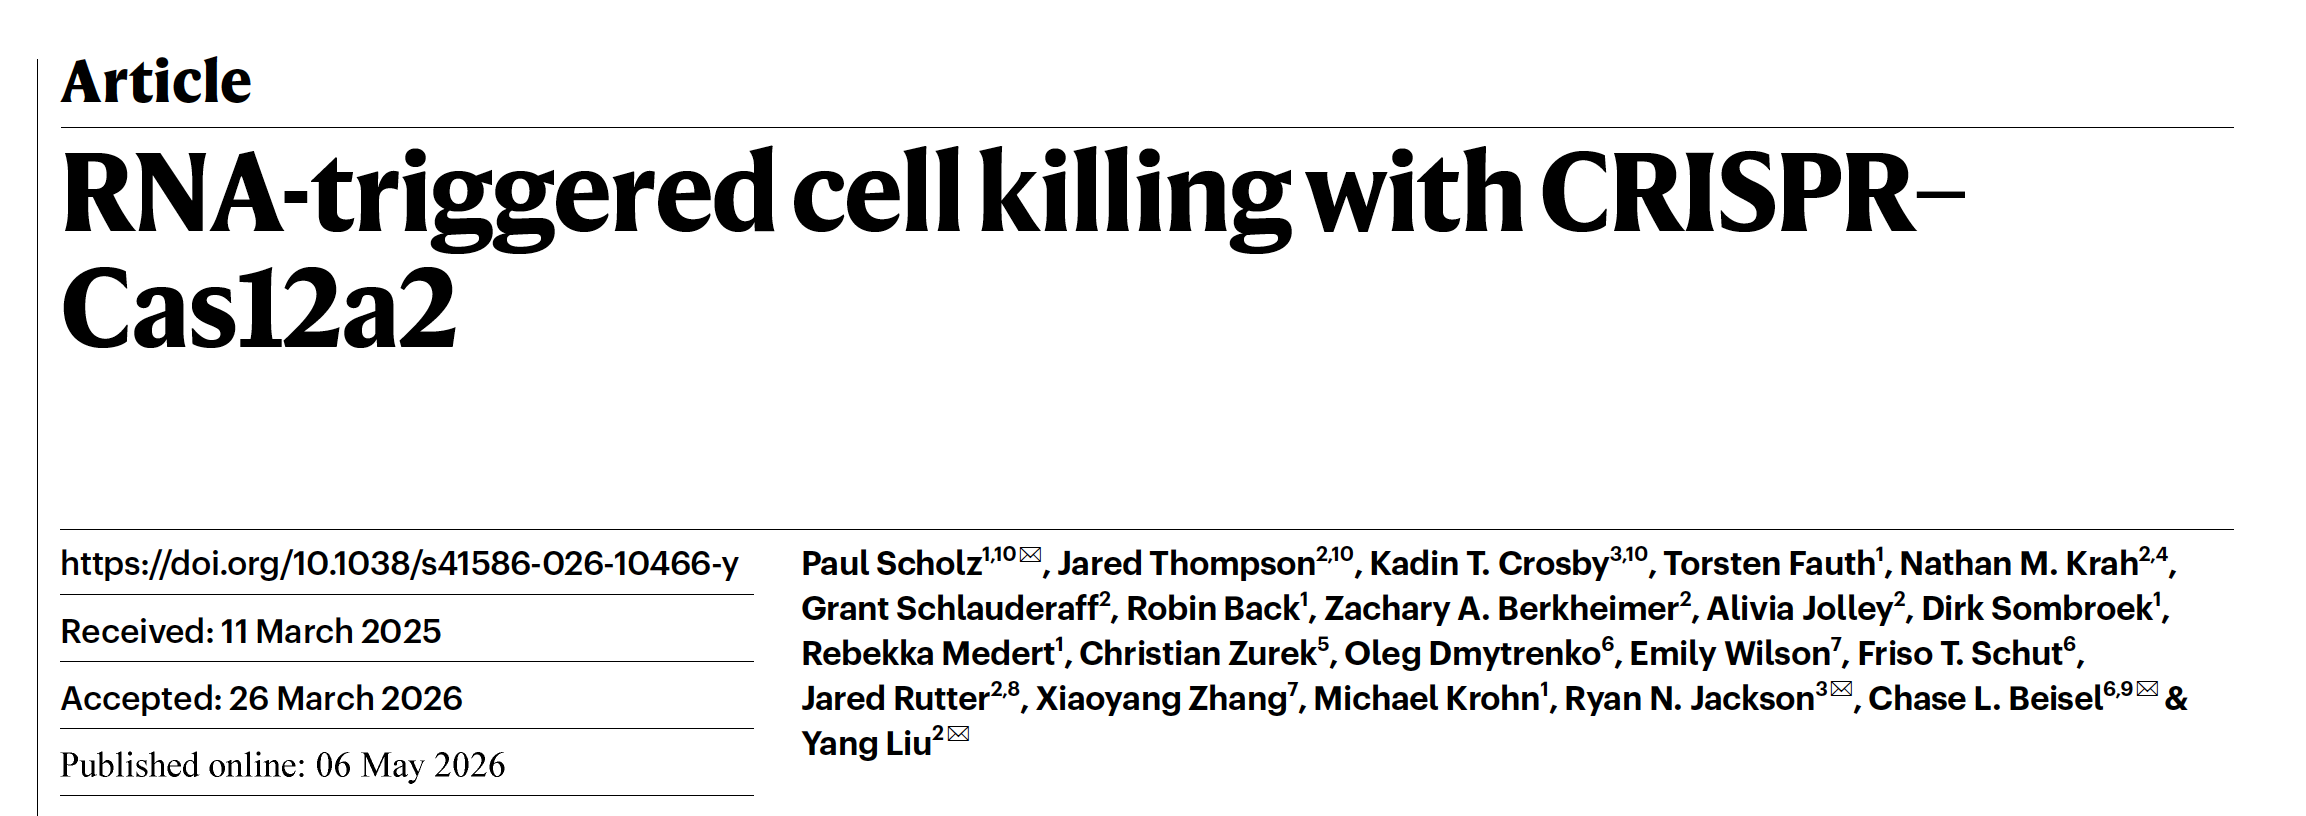 Article
RNA-triggered cell killing with CRISPR–
Cas12a2
https://doi.org/10.1038/s41586-026-10466-y
Received: 11 March 2025
Accepted: 26 March 2026
Published online: 06 May 2026
Paul Scholz1,10✉, Jared Thompson2,10, Kadin T. Crosby3,10, Torsten Fauth1, Nathan M. Krah2,4,
Grant Schlauderaff2, Robin Back1, Zachary A. Berkheimer2, Alivia Jolley2, Dirk Sombroek1,
Rebekka Medert1, Christian Zurek5, Oleg Dmytrenko6, Emily Wilson7, Friso T. Schut6,
Jared Rutter2,8, Xiaoyang Zhang7, Michael Krohn1, Ryan N. Jackson3✉, Chase L. Beisel6,9✉ &
Yang Liu2✉